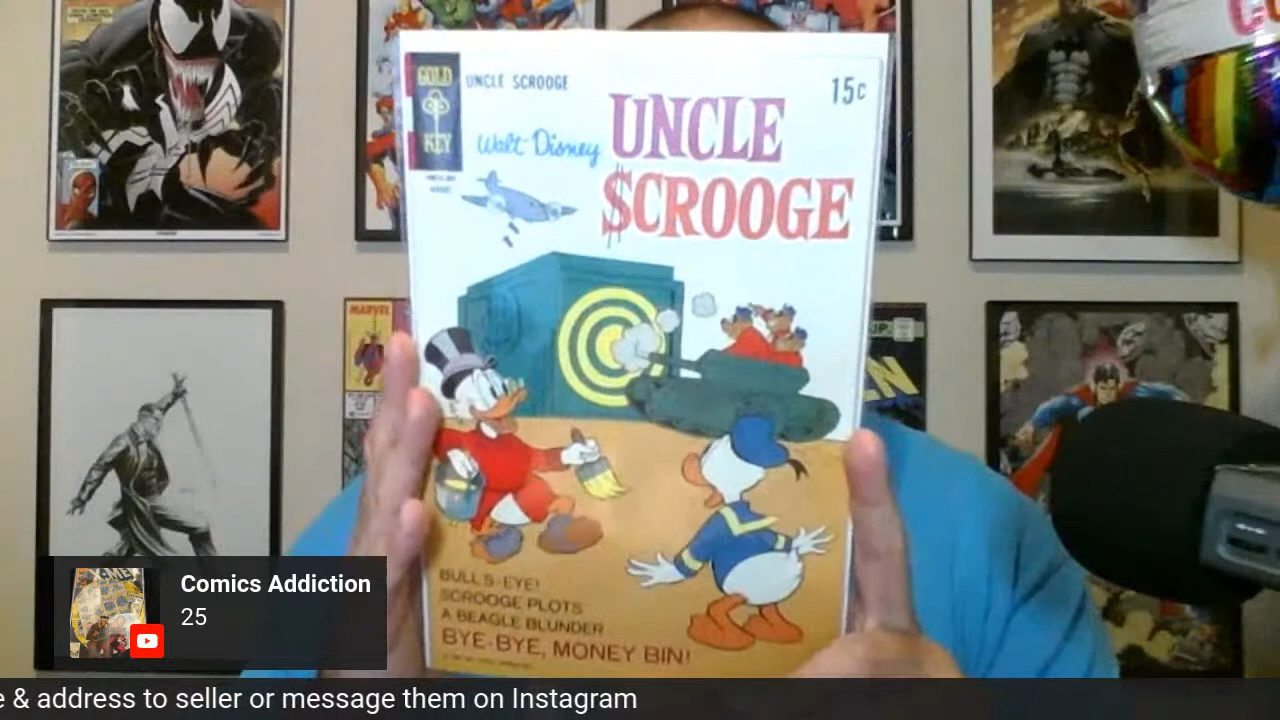 GOLD
KEY
UNCLE SCROOGE
15c
Walt Disney
UNCLE
$CROOGE
MARVEL
BULL'S-EYE!
SCROOGE PLOTS
A BEAGLE BLUNDER
BYE-BYE, MONEY BIN!
Comics Addiction
25
& address to seller or message them on Instagram